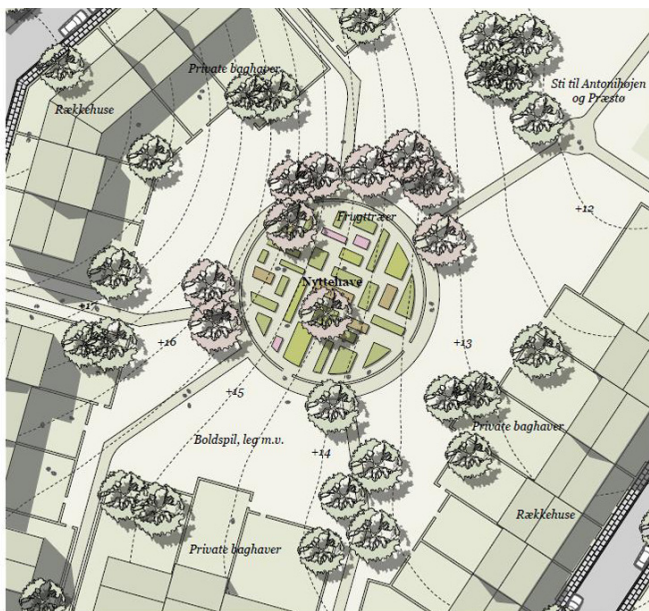 Private baghaver
Rækkehuse
Sti til Antonihøjen
og Præstø
+12
Frugttræer
Nyttehave
+17
+16
+13
+15
Private baghaver
Boldspil, leg m.v.
+14
Rækkehuse
Private baghaver